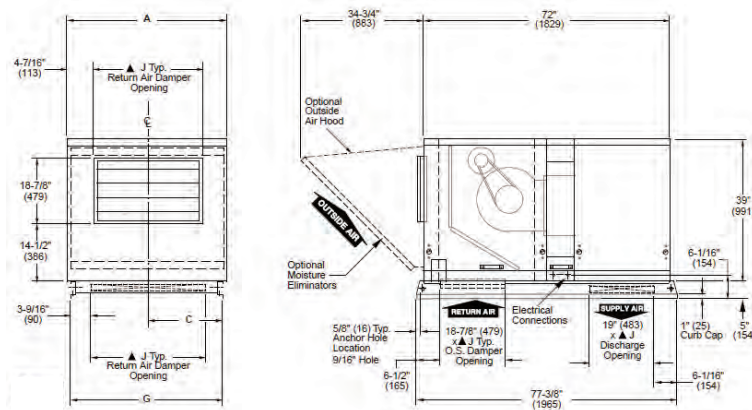 A
4-7/16"
(113)
▲ J Typ.
Return Air Damper
Opening
℄
18-7/8"
(479)
14-1/2"
(386)
3-9/16"
(90)
C
▲ J Typ.
Return Air Damper
Opening
G
34-3/4"
(883)
72"
(1829)
Optional
Outside
Air Hood
OUTSIDE AIR
Optional
Moisture
Eliminators
39"
(991)
6-1/16"
(154)
RETURN AIR
Electrical
Connections
SUPPLY AIR
5/8" (16) Typ.
Anchor Hole
Location
9/16" Hole
18-7/8" (479)
x ▲ J Typ.
O.S. Damper
Opening
19" (483)
x ▲ J
Discharge
Opening
1" (25)
Curb Cap
5"
(154
6-1/2"
(165)
6-1/16"
(154)
77-3/8"
(1965)